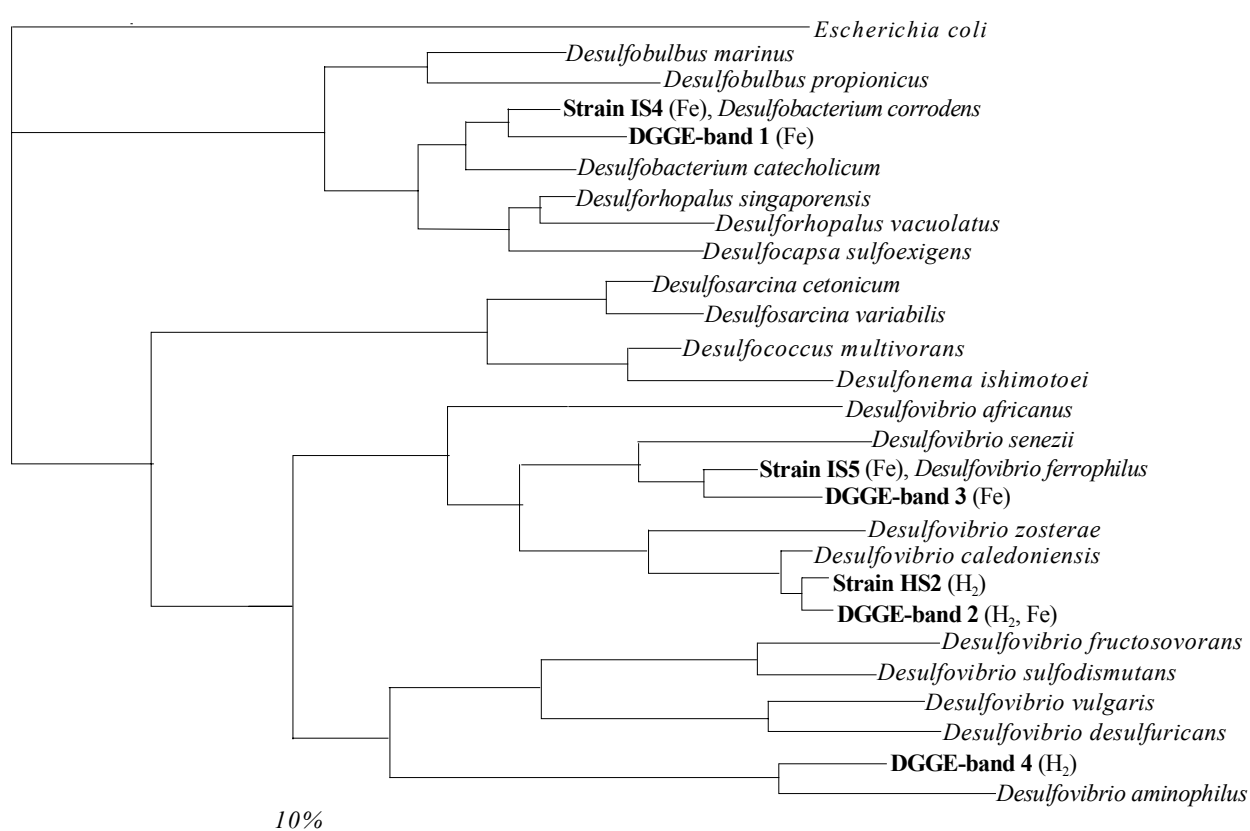 Escherichia coli
Desulfobulbus marinus
Desulfobulbus propionicus
Strain IS4 (Fe), Desulfobacterium corrodens
DGGE-band 1 (Fe)
Desulfobacterium catecholicum
Desulforhopalus singaporensis
Desulforhopalus vacuolatus
Desulfocapsa sulfoexigens
Desulfosarcina cetonicum
Desulfosarcina variabilis
Desulfococcus multivorans
Desulfonema ishimotoei
Desulfovibrio africanus
Desulfovibrio senezii
Strain IS5 (Fe), Desulfovibrio ferrophilus
DGGE-band 3 (Fe)
Desulfovibrio zosterae
Desulfovibrio caledoniensis
Strain HS2 (H₂)
DGGE-band 2 (H₂, Fe)
Desulfovibrio fructosovorans
Desulfovibrio sulfodismutans
Desulfovibrio vulgaris
Desulfovibrio desulfuricans
DGGE-band 4 (H₂)
Desulfovibrio aminophilus
10%